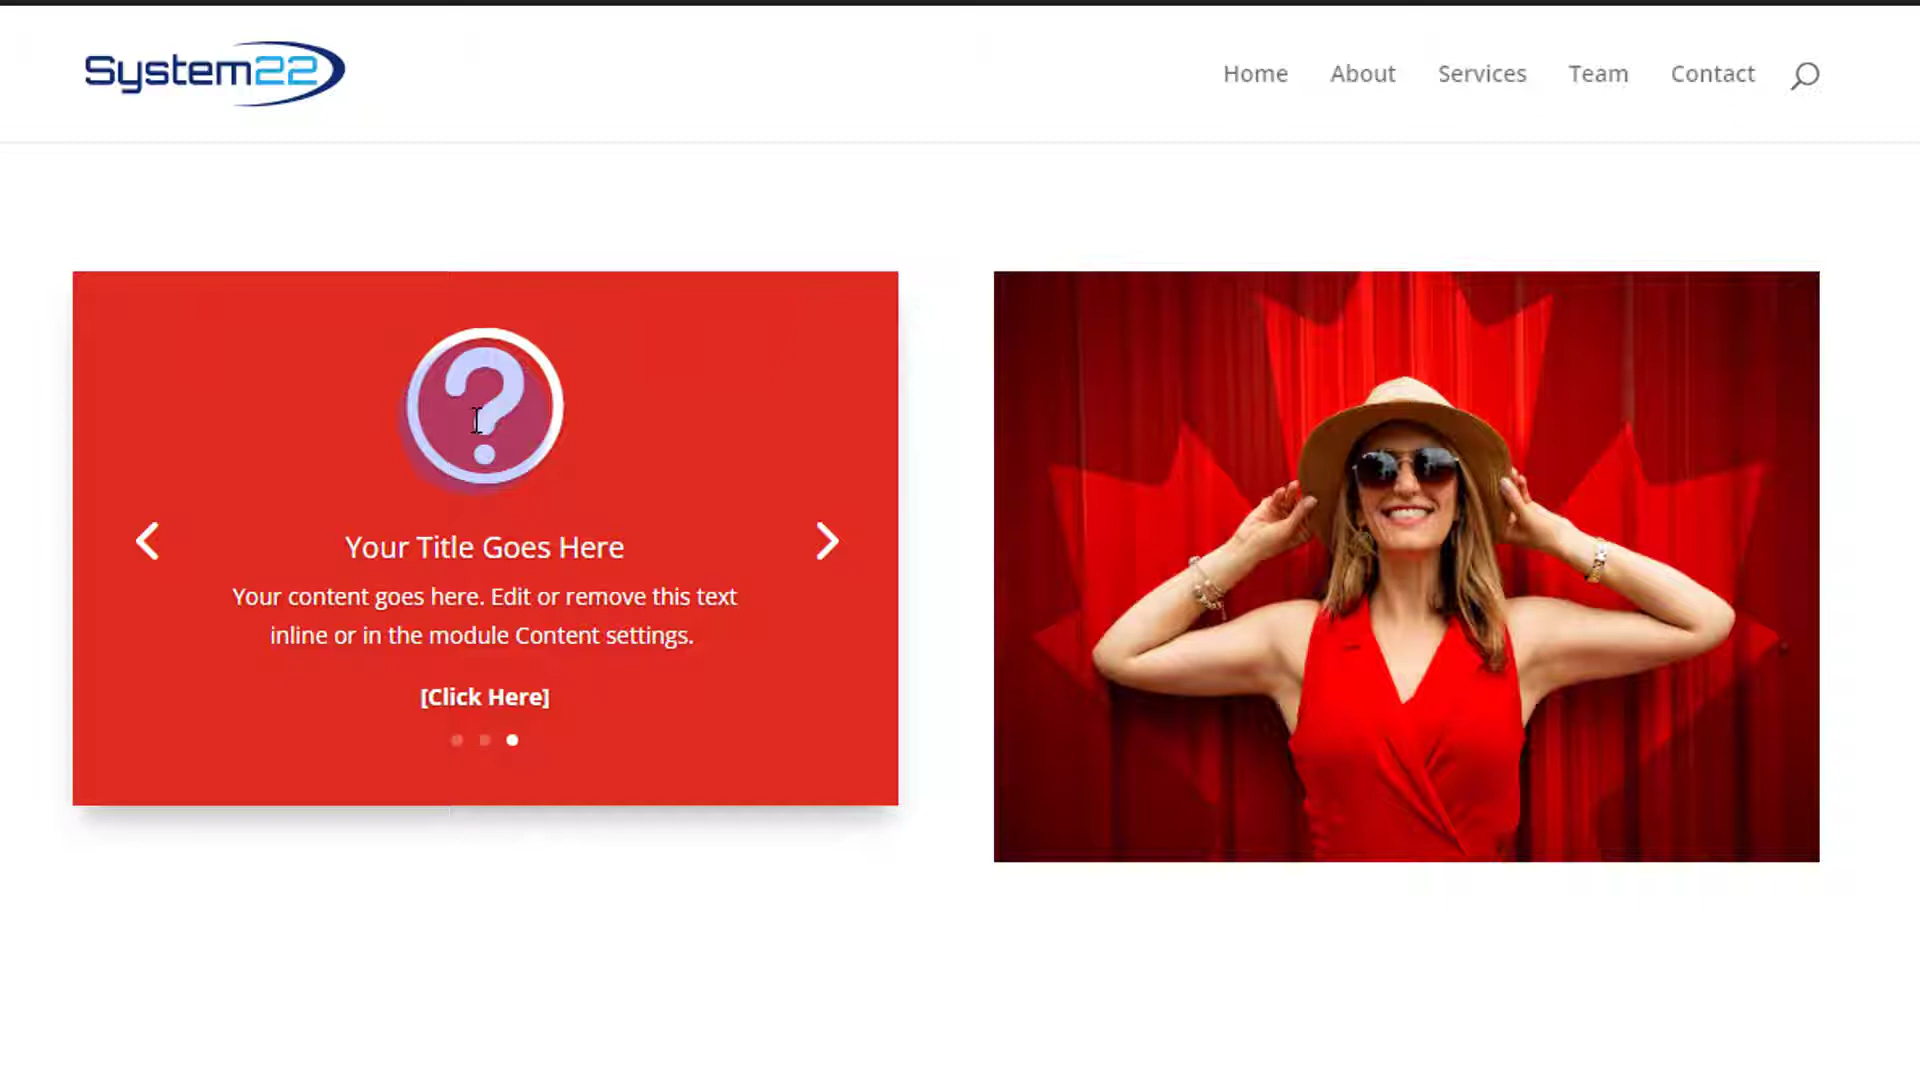 System22
Home About Services Team Contact
?
Your Title Goes Here
Your content goes here. Edit or remove this text
inline or in the module Content settings.
[Click Here]